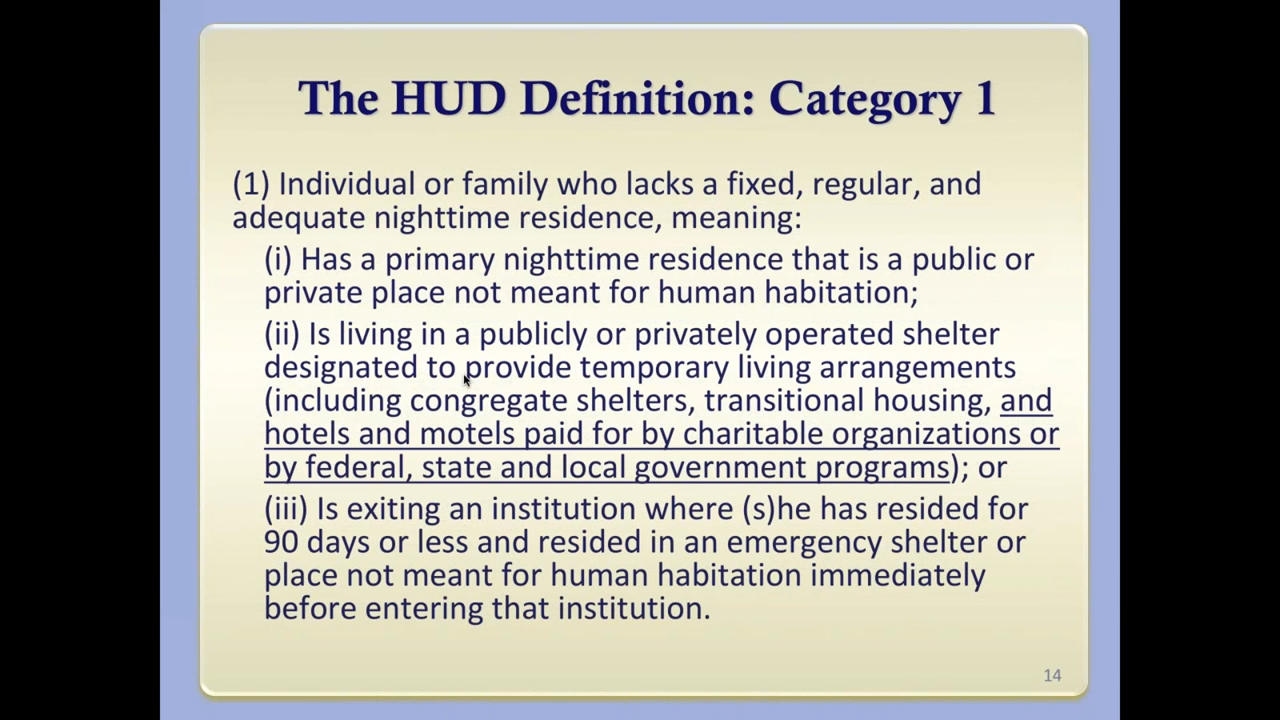 The HUD Definition: Category 1
(1) Individual or family who lacks a fixed, regular, and
adequate nighttime residence, meaning:
(i) Has a primary nighttime residence that is a public or
private place not meant for human habitation;
(ii) Is living in a publicly or privately operated shelter
designated to provide temporary living arrangements
(including congregate shelters, transitional housing, and
hotels and motels paid for by charitable organizations or
by federal, state and local government programs); or
(iii) Is exiting an institution where (s)he has resided for
90 days or less and resided in an emergency shelter or
place not meant for human habitation immediately
before entering that institution.
14